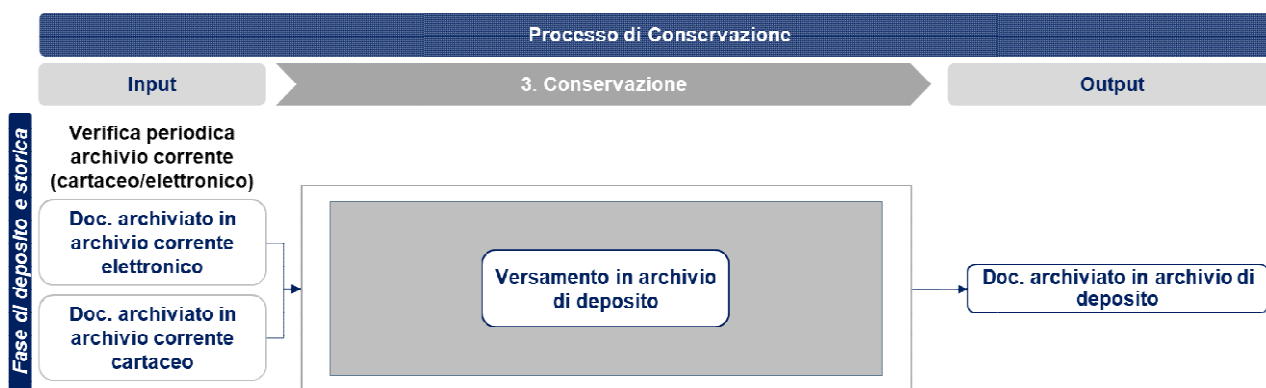 Processo di Conservazione
Input
3. Conservazione
Output
Fase di deposito e storica
Verifica periodica
archivio corrente
(cartaceo/elettronico)
Doc. archiviato in
archivio corrente
elettronico
Doc. archiviato in
archivio corrente
cartaceo
Versamento in archivio
di deposito
Doc. archiviato in archivio di
deposito